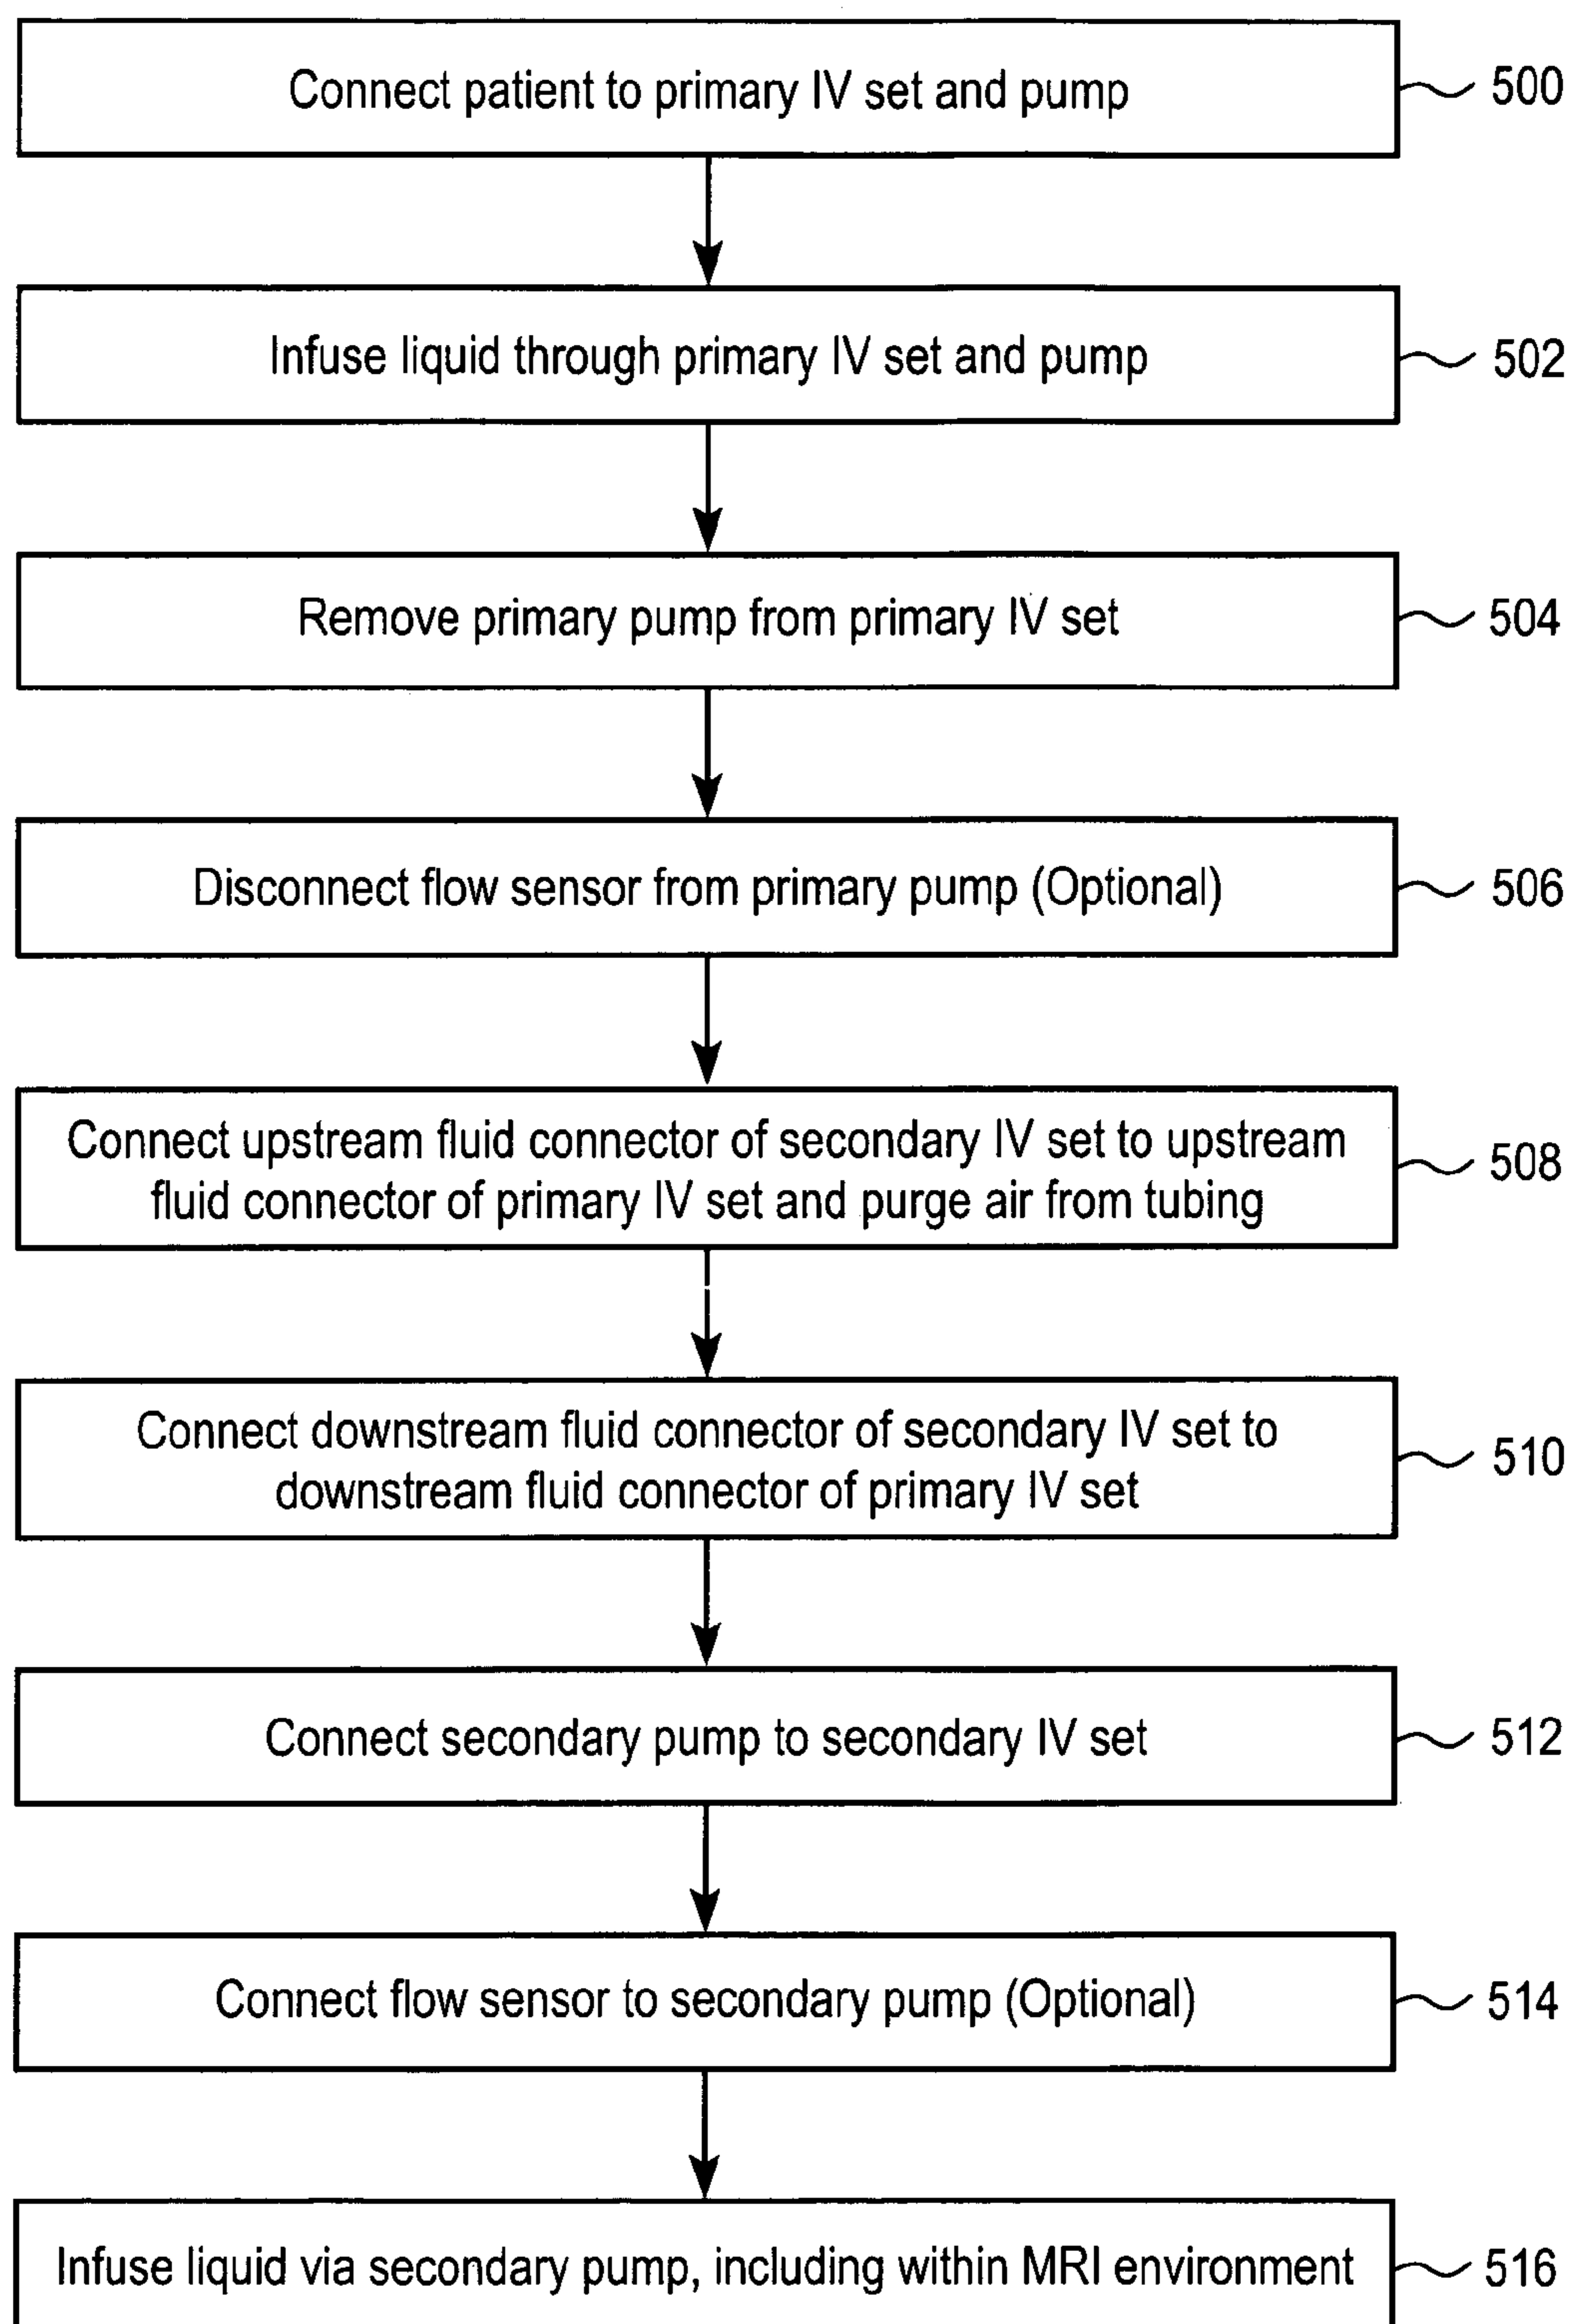 Connect patient to primary IV set and pump
500
Infuse liquid through primary IV set and pump
502
Remove primary pump from primary IV set
504
Disconnect flow sensor from primary pump (Optional)
506
Connect upstream fluid connector of secondary IV set to upstream
fluid connector of primary IV set and purge air from tubing
508
Connect downstream fluid connector of secondary IV set to
downstream fluid connector of primary IV set
510
Connect secondary pump to secondary IV set
512
Connect flow sensor to secondary pump (Optional)
514
Infuse liquid via secondary pump, including within MRI environment
516